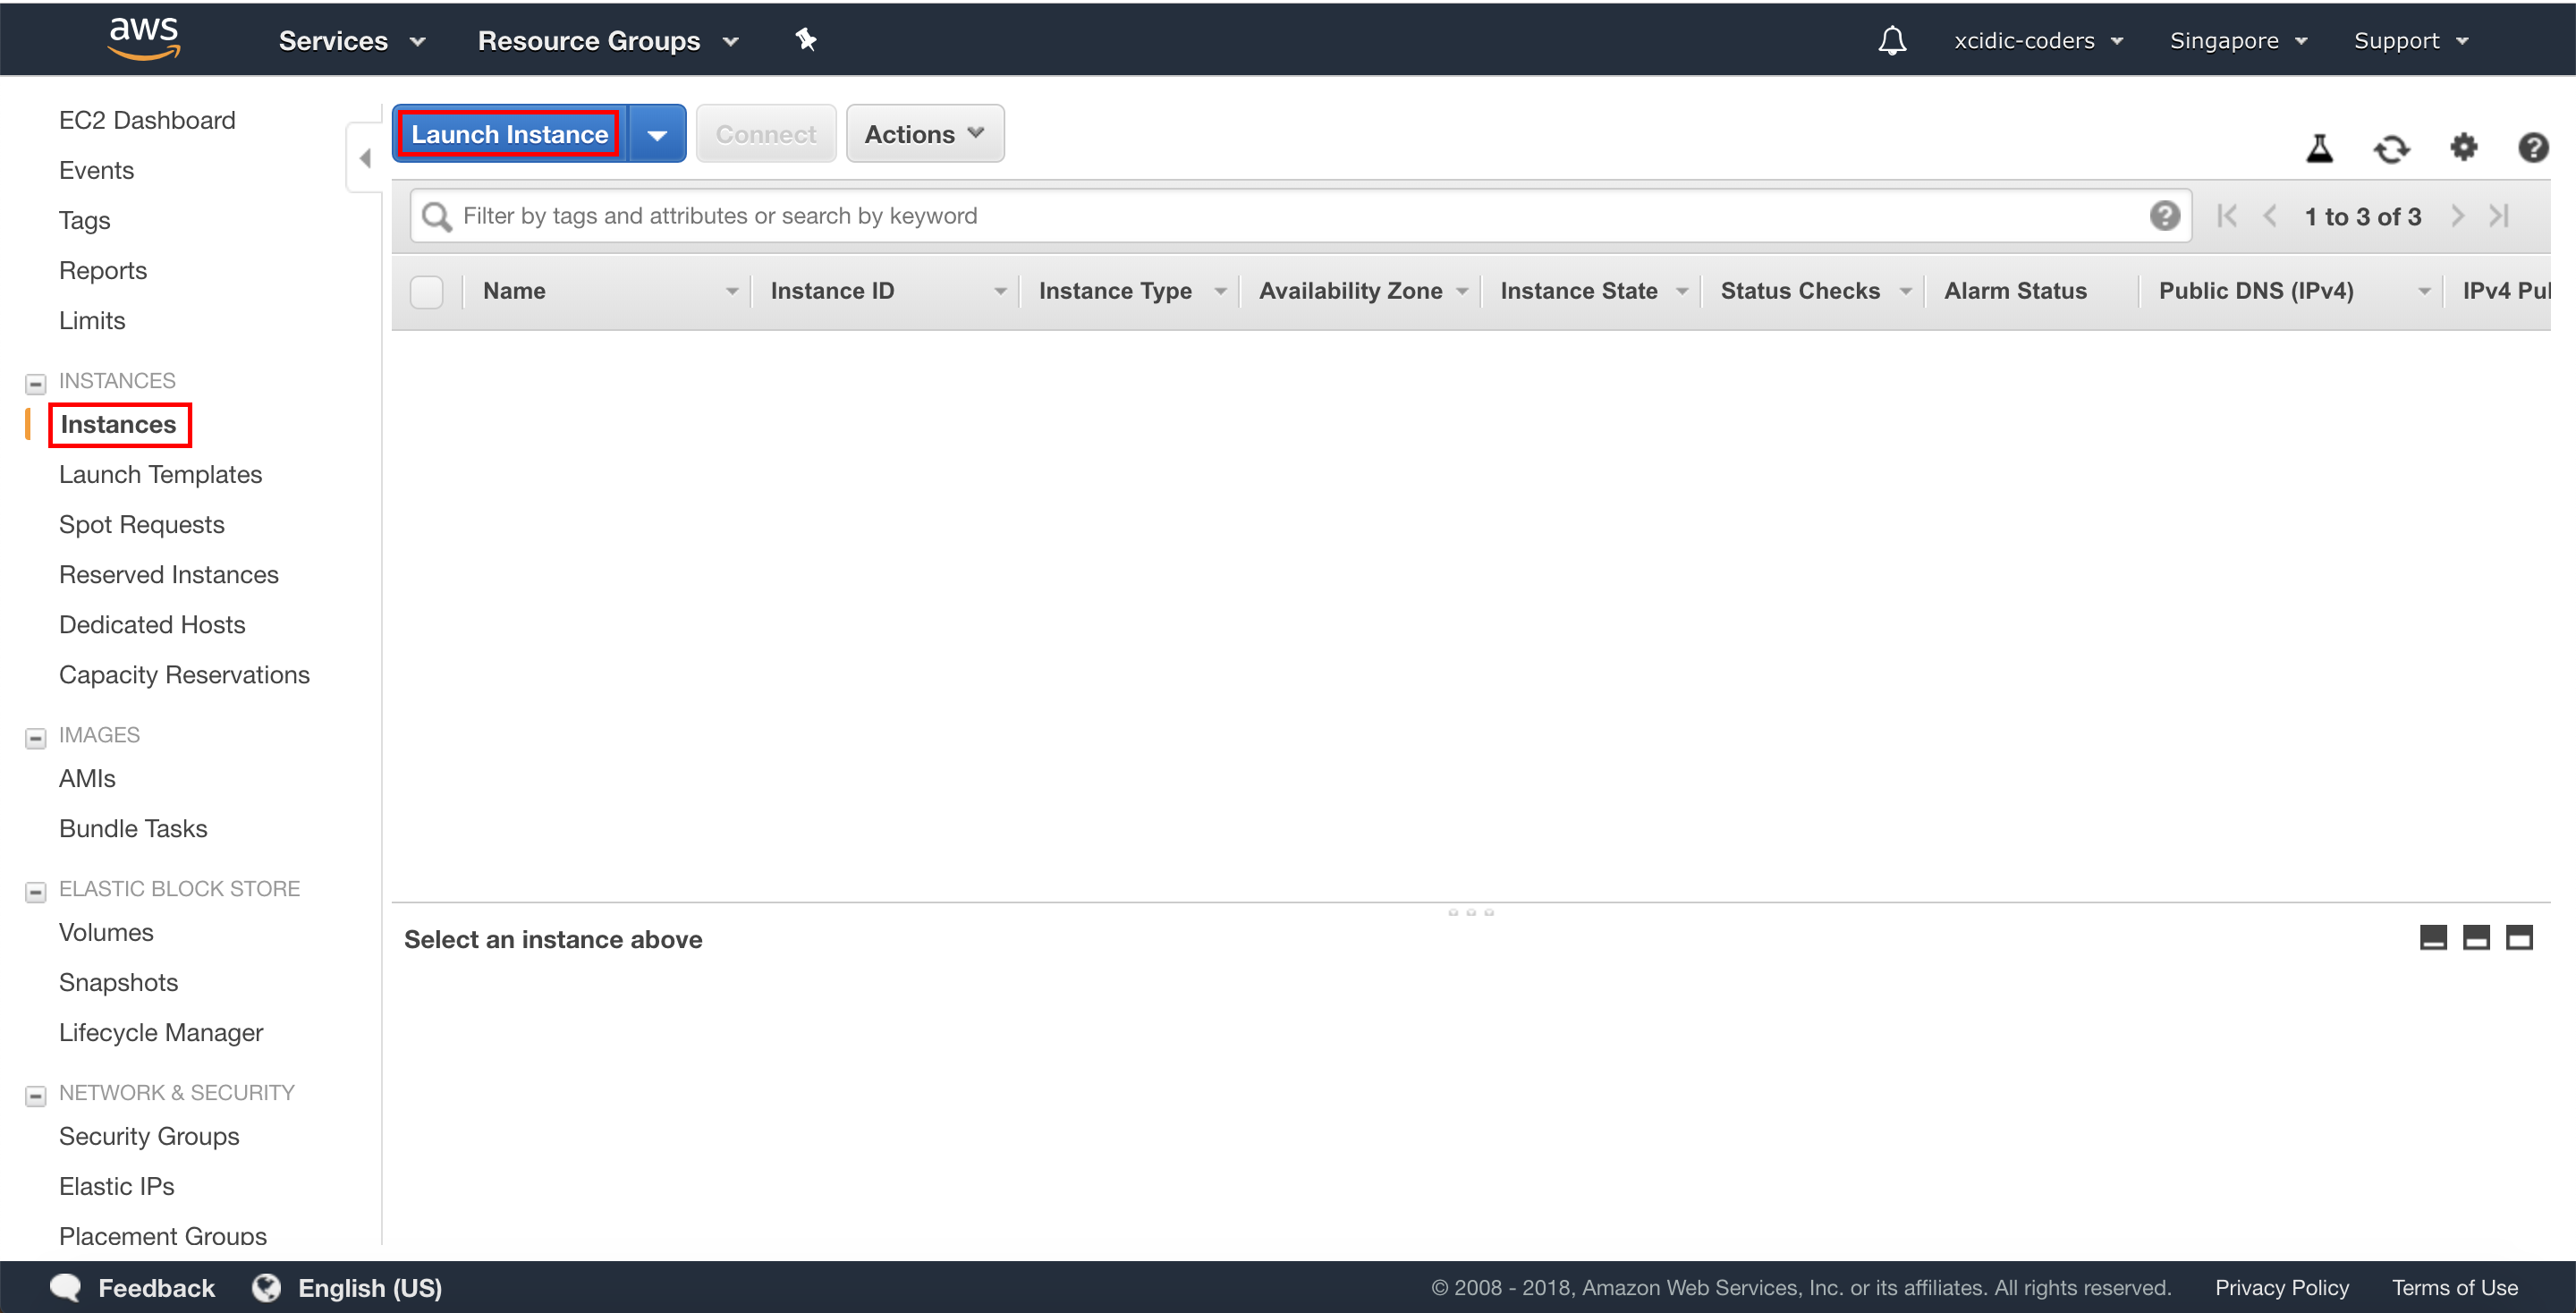 aws Services Resource Groups xcidic-coders Singapore Support
EC2 Dashboard
Events
Tags
Reports
Limits
INSTANCES
Instances
Launch Templates
Spot Requests
Reserved Instances
Dedicated Hosts
Capacity Reservations
IMAGES
AMIs
Bundle Tasks
ELASTIC BLOCK STORE
Volumes
Snapshots
Lifecycle Manager
NETWORK & SECURITY
Security Groups
Elastic IPs
Placement Groups
Launch Instance Connect Actions
Filter by tags and attributes or search by keyword 1 to 3 of 3
Name Instance ID Instance Type Availability Zone Instance State Status Checks Alarm Status Public DNS (IPv4) IPv4 Pul
Select an instance above
Feedback English (US) © 2008 - 2018, Amazon Web Services, Inc. or its affiliates. All rights reserved. Privacy Policy Terms of Use